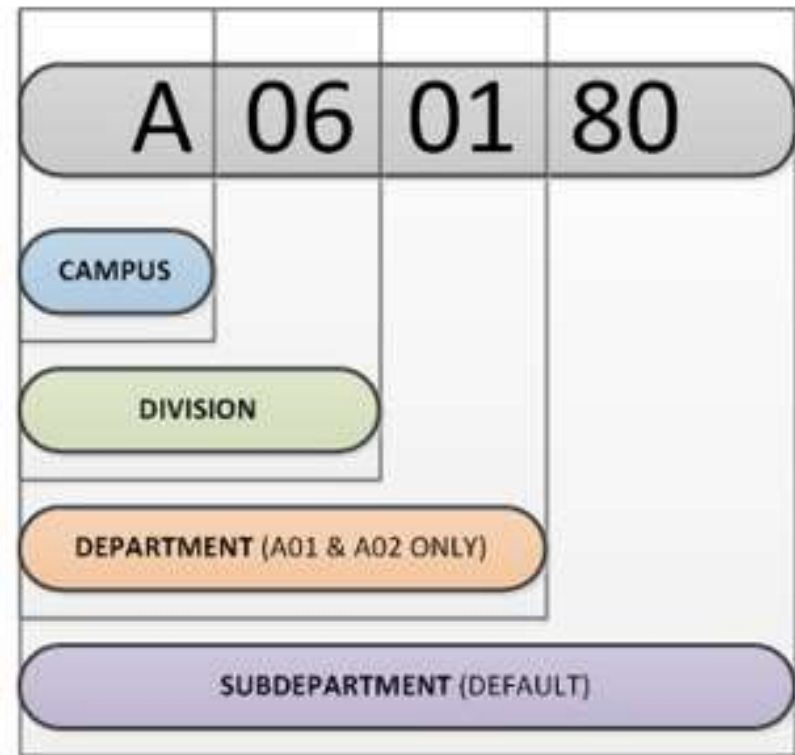 A 06 01 80
CAMPUS
DIVISION
DEPARTMENT (A01 & A02 ONLY)
SUBDEPARTMENT (DEFAULT)